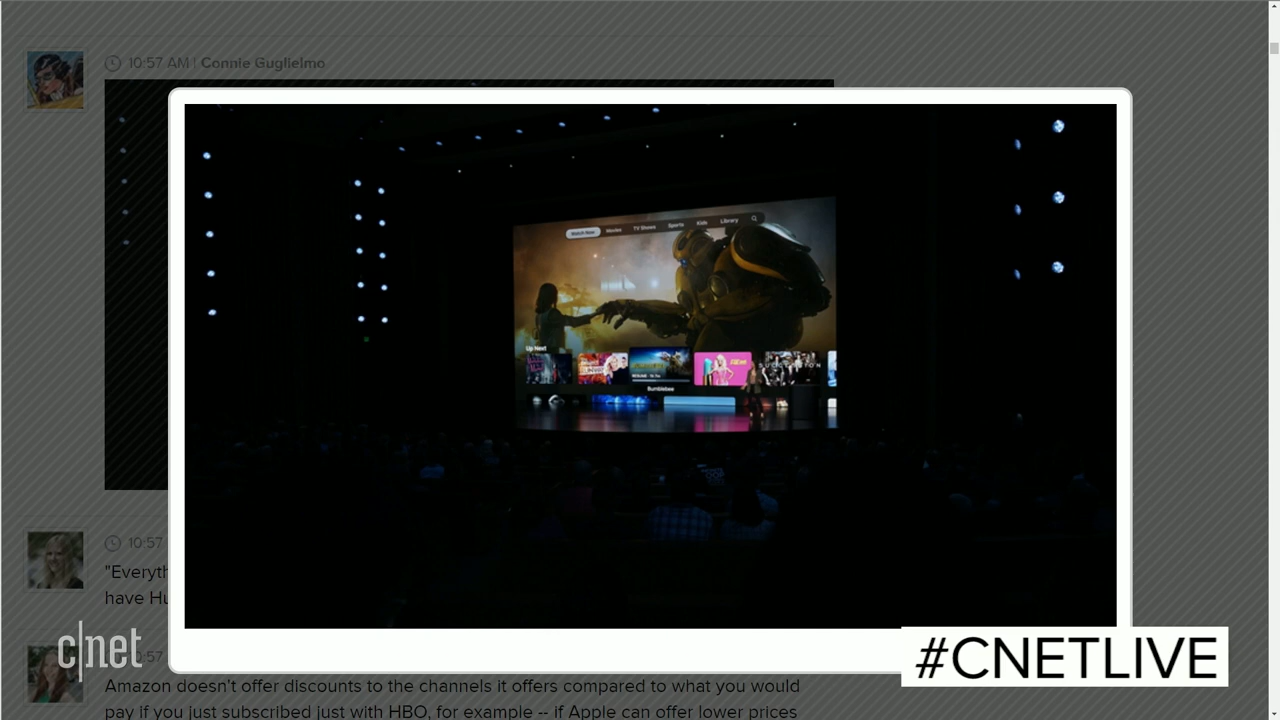 10:57 AM | Connie Guglielmo
Watch Now Movies TV Shows Sports Kids Library
Up Next
Bumblebee
10:57
"Everyth
have Hu
c|net
0:57
#CNETLIVE
Amazon doesn't offer discounts to the channels it offers compared to what you would
pay if you just subscribed just with HBO, for example -- if Apple can offer lower prices